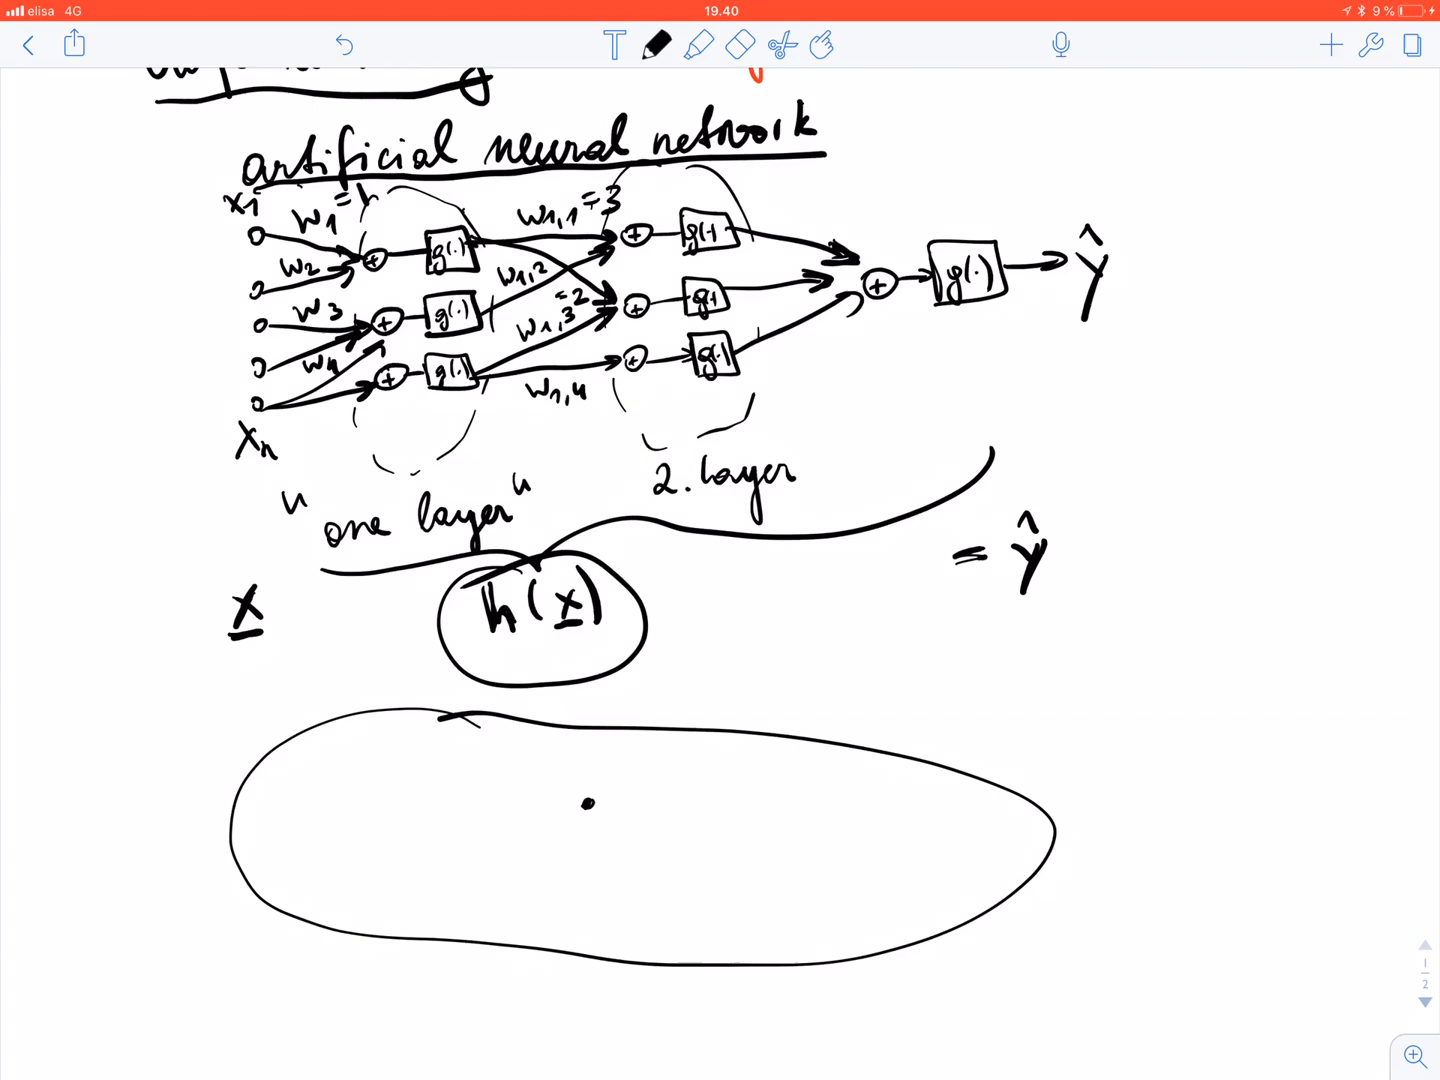 elisa 4G 19.40 9 %
T
artificial neural network
x1 w1 =1 w1,1 =3
g(·) g(·)
w2 w1,2 ŷ
w3 g(·) =2 g(·) g(·)
w1,3
w4 g(·) g(·)
w1,4
xn
2. layer
"one layer"
= ŷ
x h(x)
1
2